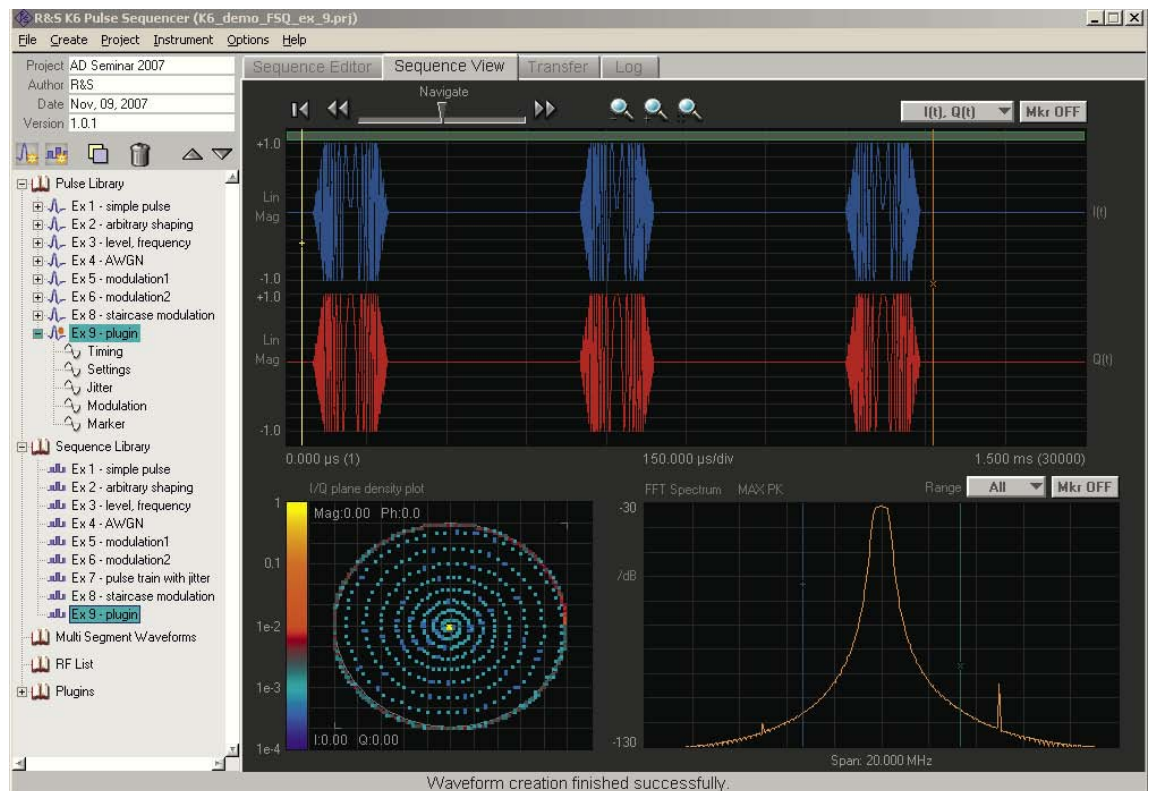 R&S K6 Pulse Sequencer (K6_demo_FSQ_ex_9.prj)
File Create Project Instrument Options Help
Project AD Seminar 2007
Author R&S
Date Nov, 09, 2007
Version 1.0.1
Pulse Library
Ex 1 - simple pulse
Ex 2 - arbitrary shaping
Ex 3 - level, frequency
Ex 4 - AWGN
Ex 5 - modulation1
Ex 6 - modulation2
Ex 8 - staircase modulation
Ex 9 - plugin
Timing
Settings
Jitter
Modulation
Marker
Sequence Library
Ex 1 - simple pulse
Ex 2 - arbitrary shaping
Ex 3 - level, frequency
Ex 4 - AWGN
Ex 5 - modulation1
Ex 6 - modulation2
Ex 7 - pulse train with jitter
Ex 8 - staircase modulation
Ex 9 - plugin
Multi Segment Waveforms
RF List
Plugins
Sequence Editor Sequence View Transfer Log
Navigate
I(t), Q(t) Mkr OFF
+1.0
Lin
Mag
I(t)
-1.0
+1.0
Lin
Mag
Q(t)
-1.0
0.000 µs (1) 150.000 µs/div 1.500 ms (30000)
I/Q plane density plot
1
0.1
1e-2
1e-3
1e-4
Mag:0.00 Ph:0.0
I:0.00 Q:0.00
FFT Spectrum MAX PK Range All Mkr OFF
-30
/dB
-130
Span: 20.000 MHz
Waveform creation finished successfully.